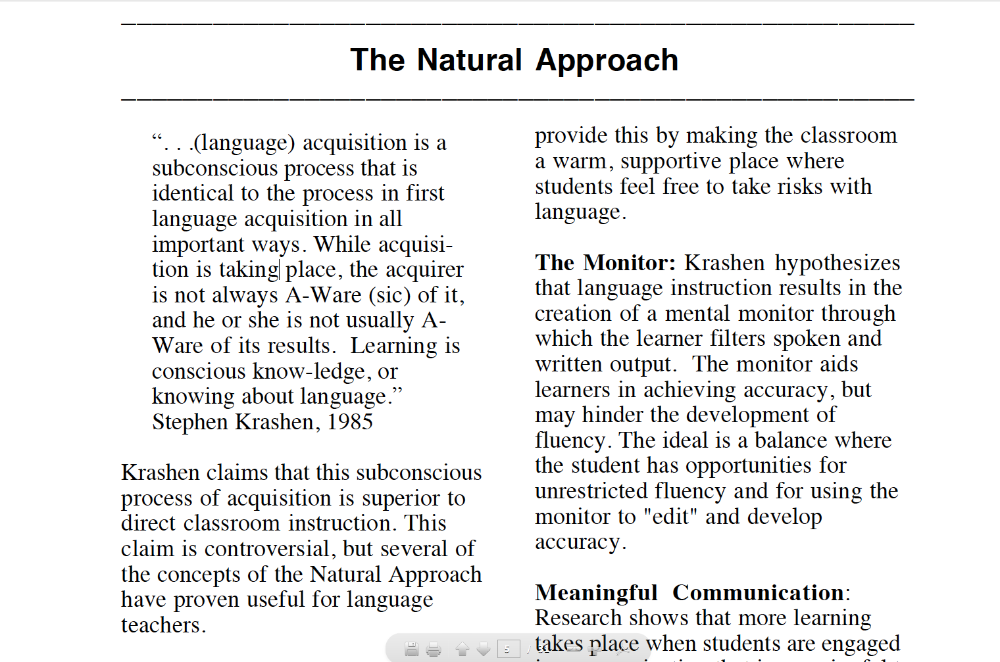 The Natural Approach
“. . .(language) acquisition is a
subconscious process that is
identical to the process in first
language acquisition in all
important ways. While acquisi-
tion is taking place, the acquirer
is not always A-Ware (sic) of it,
and he or she is not usually A-
Ware of its results.  Learning is
conscious know-ledge, or
knowing about language.”
Stephen Krashen, 1985
Krashen claims that this subconscious
process of acquisition is superior to
direct classroom instruction. This
claim is controversial, but several of
the concepts of the Natural Approach
have proven useful for language
teachers.
provide this by making the classroom
a warm, supportive place where
students feel free to take risks with
language.
The Monitor: Krashen hypothesizes
that language instruction results in the
creation of a mental monitor through
which the learner filters spoken and
written output.  The monitor aids
learners in achieving accuracy, but
may hinder the development of
fluency. The ideal is a balance where
the student has opportunities for
unrestricted fluency and for using the
monitor to "edit" and develop
accuracy.
Meaningful Communication:
Research shows that more learning
takes place when students are engaged
5 /